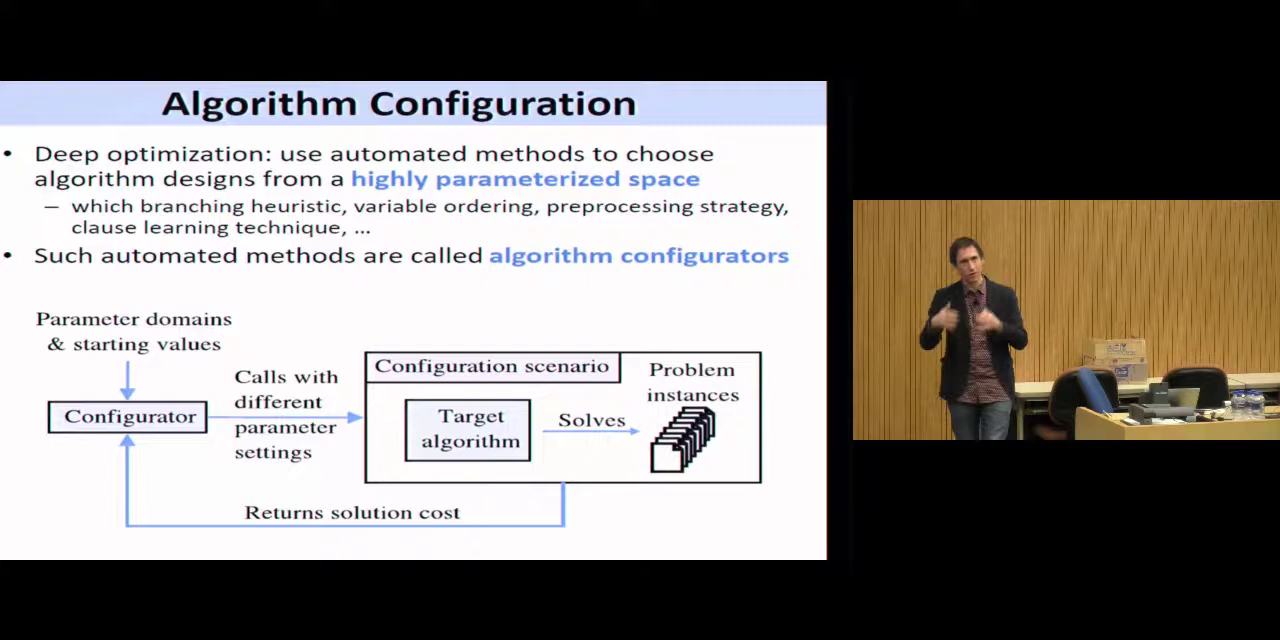 Algorithm Configuration
• Deep optimization: use automated methods to choose
algorithm designs from a highly parameterized space
– which branching heuristic, variable ordering, preprocessing strategy,
clause learning technique, ...
• Such automated methods are called algorithm configurators
Parameter domains
& starting values
Configurator
Calls with
different
parameter
settings
Configuration scenario
Target
algorithm
Solves
Problem
instances
Returns solution cost